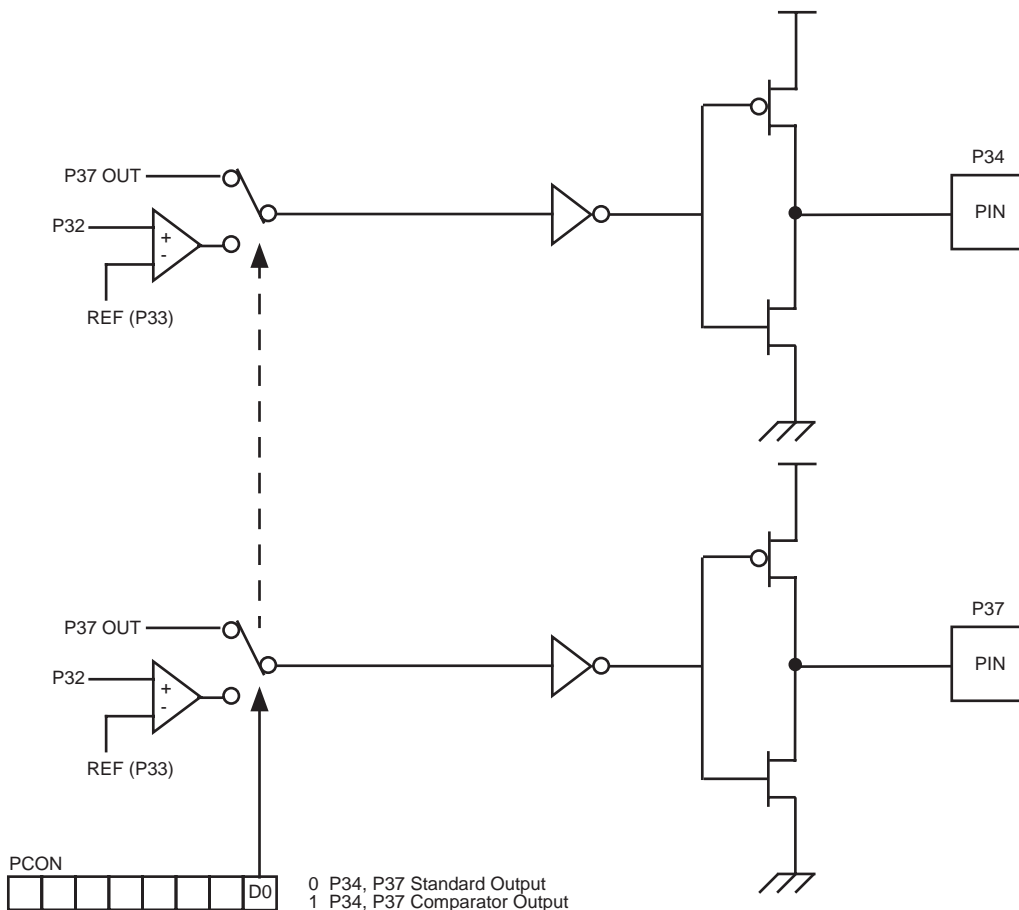 P34
P37 OUT
PIN
P32
+
-
REF (P33)
P37
P37 OUT
PIN
P32
+
-
REF (P33)
PCON
D0
0 P34, P37 Standard Output
1 P34, P37 Comparator Output